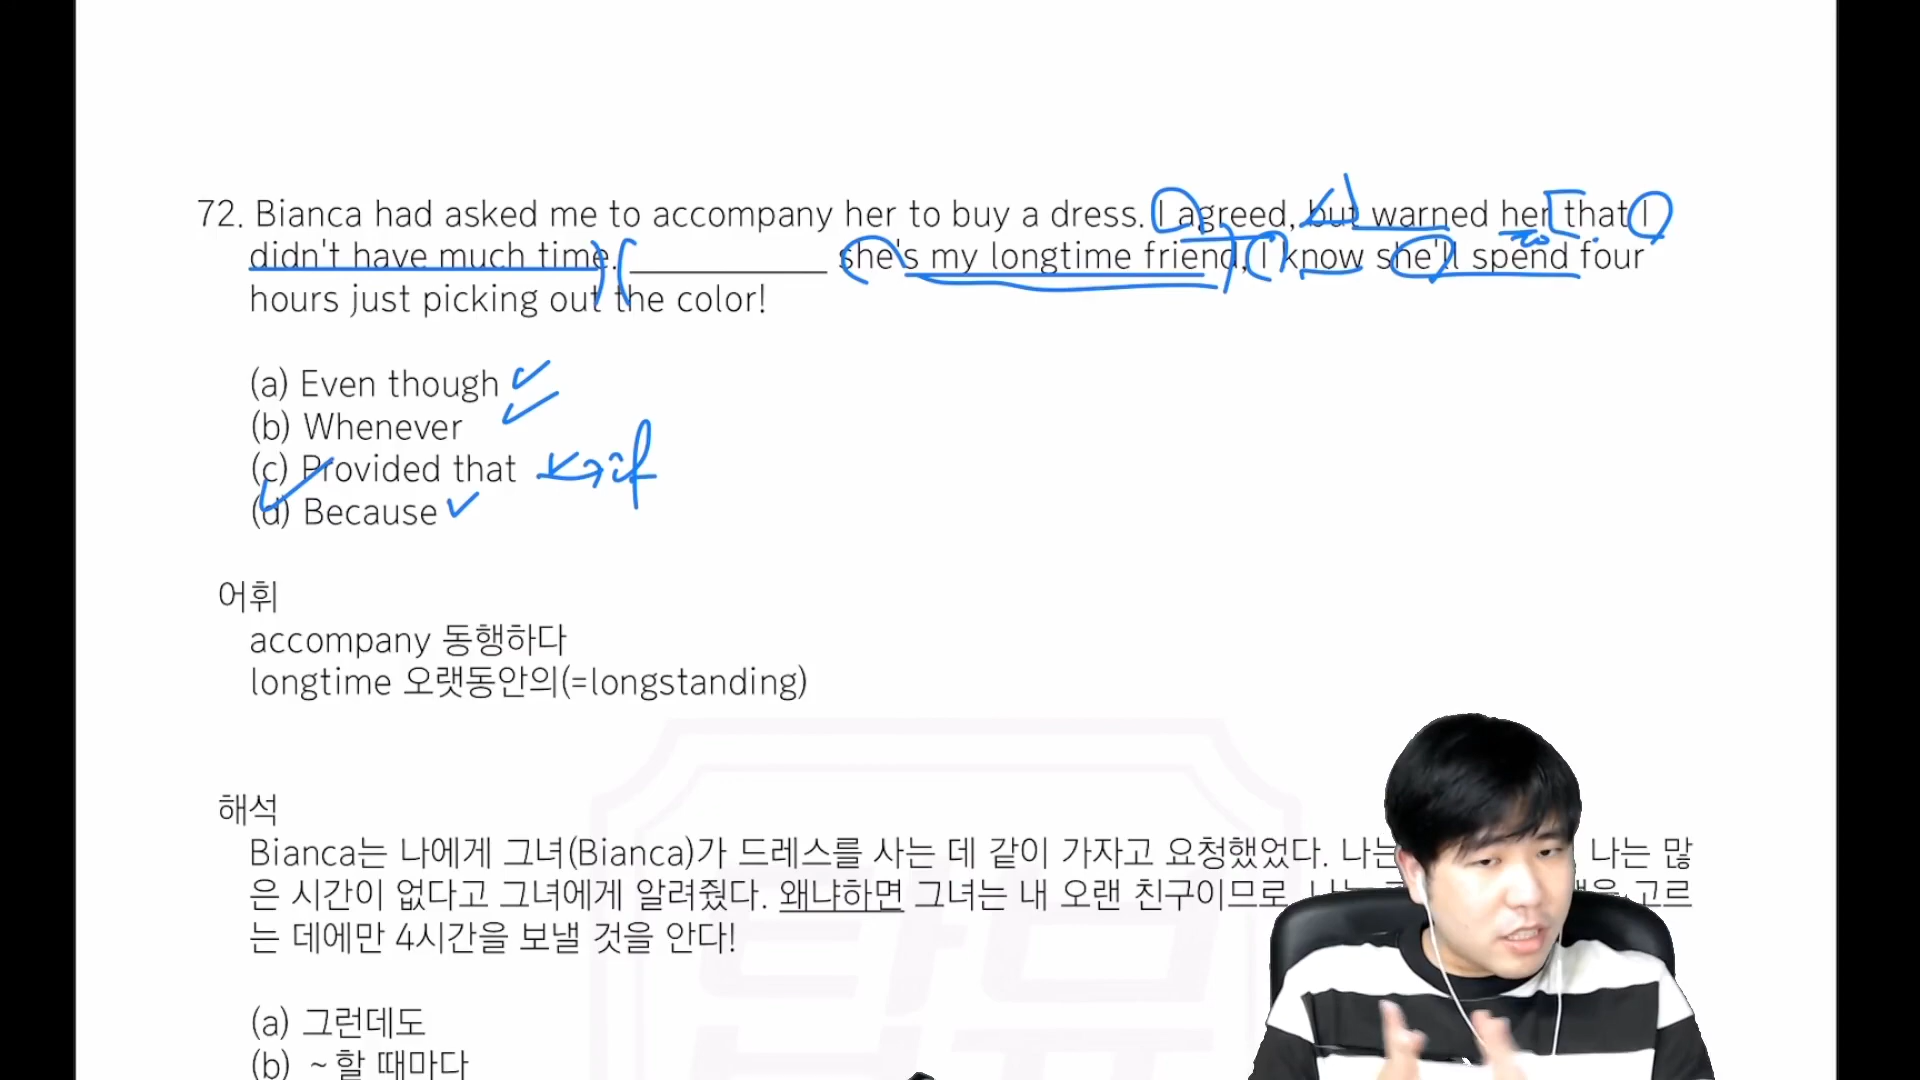 72. Bianca had asked me to accompany her to buy a dress. I agreed, but warned her that I
didn't have much time. ____________ she's my longtime friend, I know she'll spend four
hours just picking out the color!
(a) Even though
(b) Whenever
(c) Provided that if
(d) Because
어휘
accompany 동행하다
longtime 오랫동안의(=longstanding)
해석
Bianca는 나에게 그녀(Bianca)가 드레스를 사는 데 같이 가자고 요청했었다. 나는 나는 많
은 시간이 없다고 그녀에게 알려줬다. 왜냐하면 그녀는 내 오랜 친구이므로, 나는 고르
는 데에만 4시간을 보낼 것을 안다!
(a) 그런데도
(b) ~할 때마다